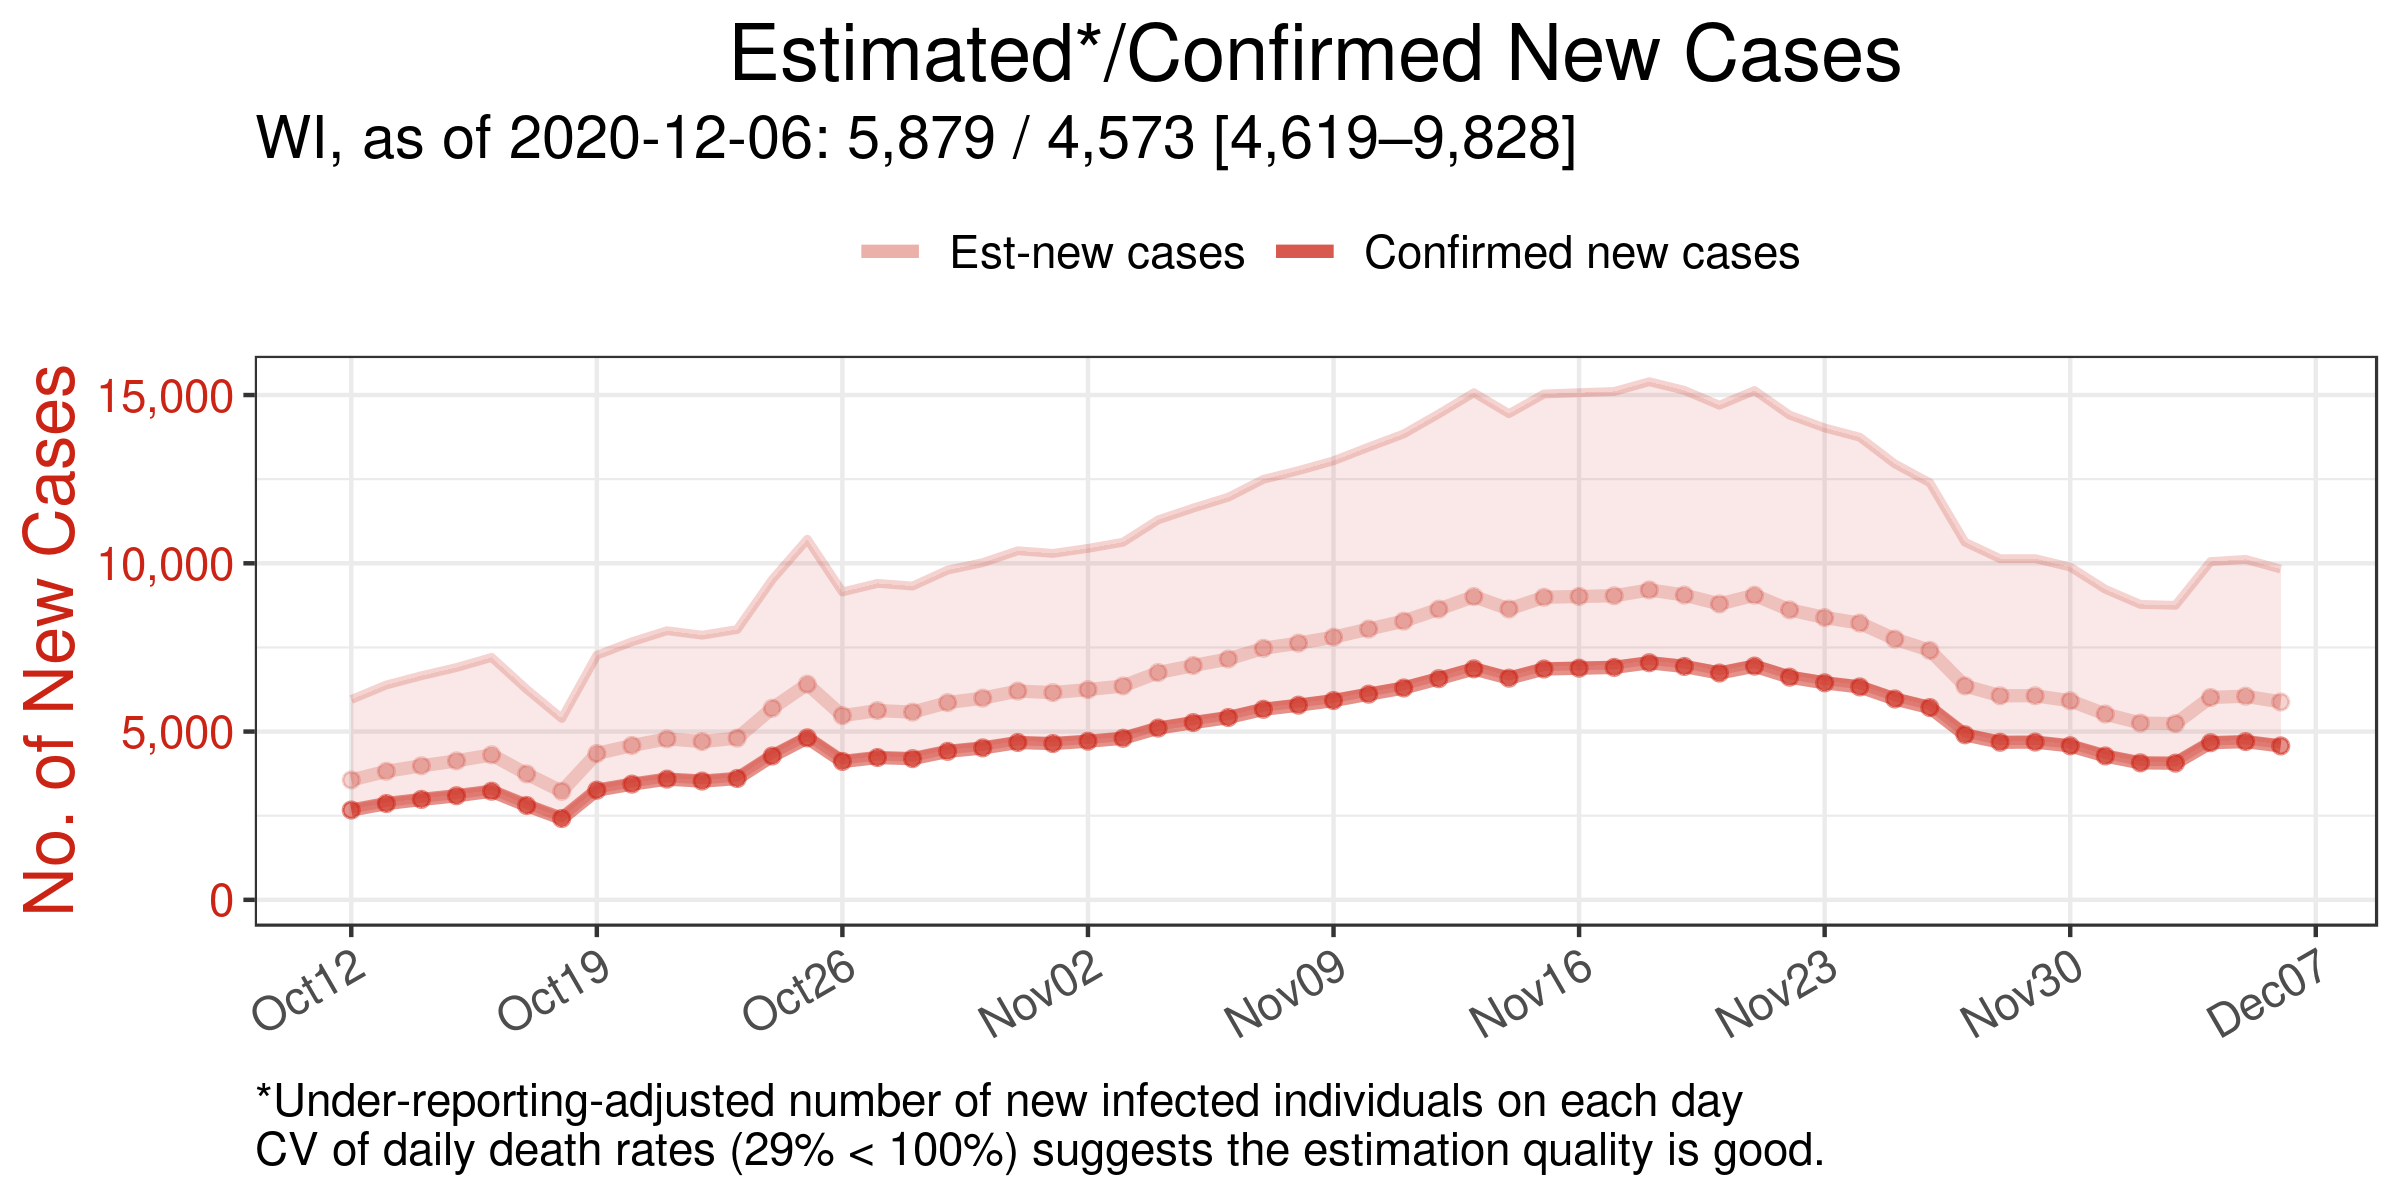 Estimated*/Confirmed New Cases
WI, as of 2020-12-06: 5,879 / 4,573 [4,619–9,828]
Est-new cases Confirmed new cases
No. of New Cases
15,000
10,000
5,000
0
Oct12 Oct19 Oct26 Nov02 Nov09 Nov16 Nov23 Nov30 Dec07
*Under-reporting-adjusted number of new infected individuals on each day
CV of daily death rates (29% < 100%) suggests the estimation quality is good.